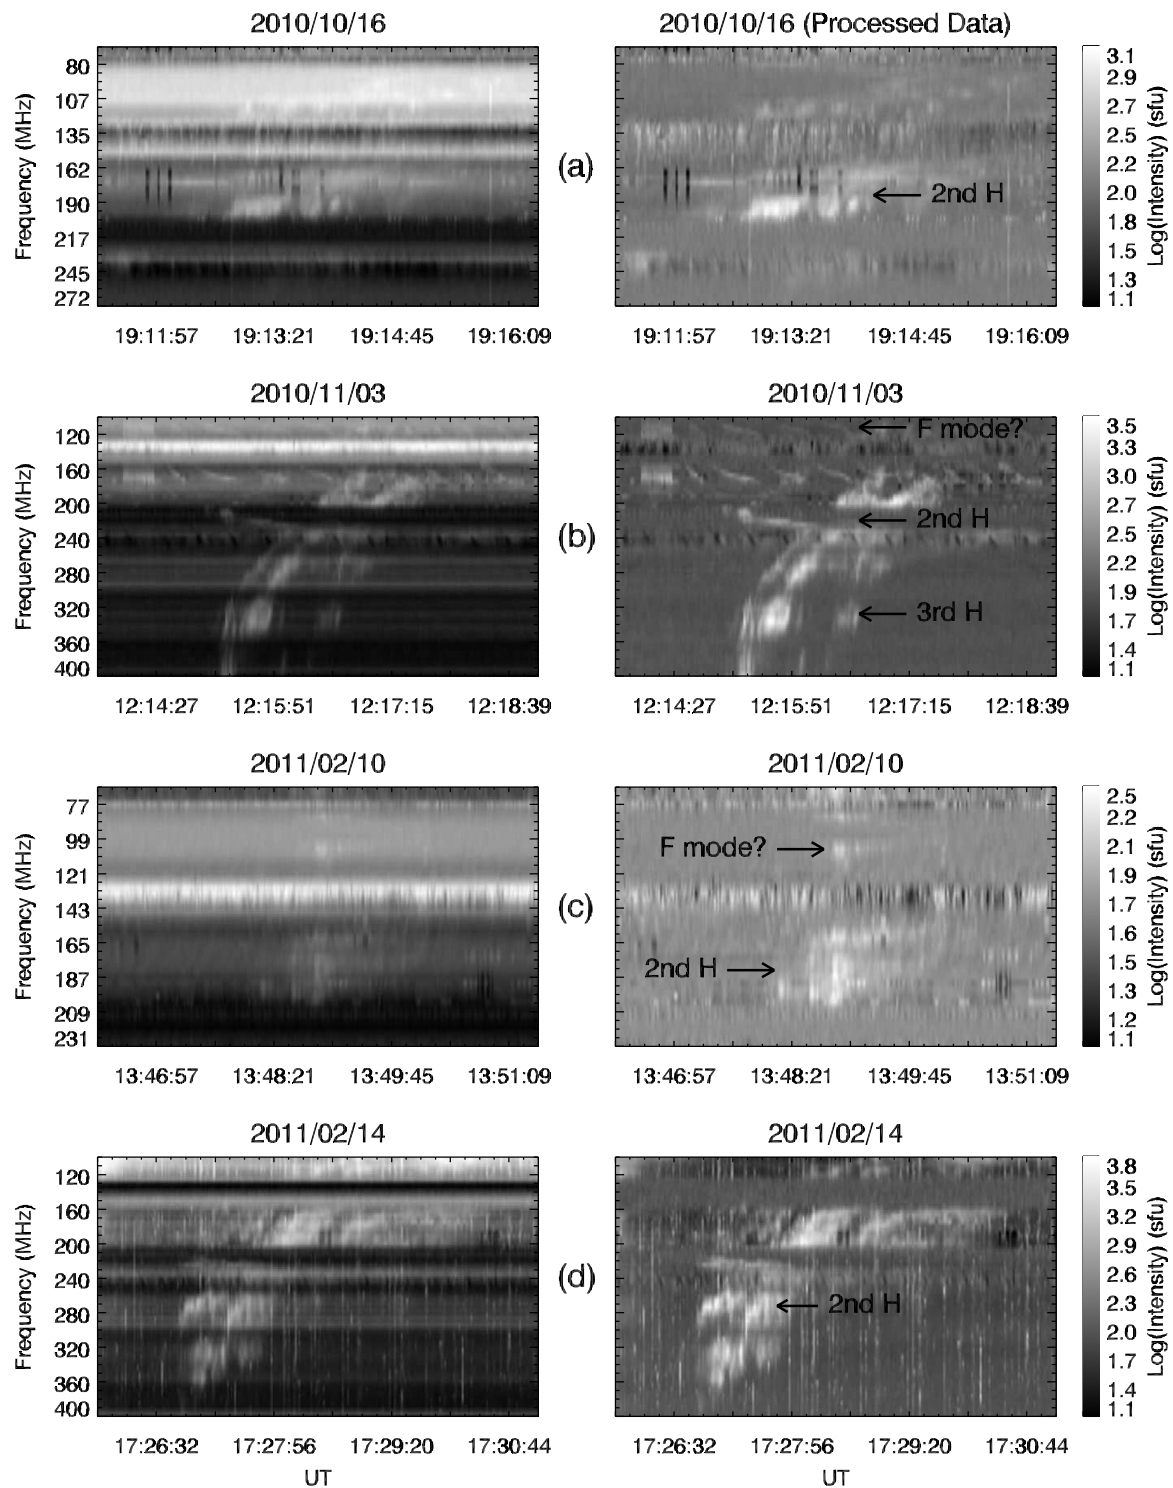 2010/10/16
2010/10/16 (Processed Data)
Frequency (MHz)
80
107
135
162
190
217
245
272
19:11:57 19:13:21 19:14:45 19:16:09
(a)
2nd H
19:11:57 19:13:21 19:14:45 19:16:09
3.1
2.9
2.7
2.5
2.2
2.0
1.8
1.5
1.3
1.1
Log(Intensity) (sfu)
2010/11/03
2010/11/03
Frequency (MHz)
120
160
200
240
280
320
360
400
12:14:27 12:15:51 12:17:15 12:18:39
(b)
F mode?
2nd H
3rd H
12:14:27 12:15:51 12:17:15 12:18:39
3.5
3.3
3.0
2.7
2.5
2.2
1.9
1.7
1.4
1.1
Log(Intensity) (sfu)
2011/02/10
2011/02/10
Frequency (MHz)
77
99
121
143
165
187
209
231
13:46:57 13:48:21 13:49:45 13:51:09
(c)
F mode?
2nd H
13:46:57 13:48:21 13:49:45 13:51:09
2.5
2.2
2.1
1.9
1.7
1.6
1.5
1.3
1.2
1.1
Log(Intensity) (sfu)
2011/02/14
2011/02/14
Frequency (MHz)
120
160
200
240
280
320
360
400
17:26:32 17:27:56 17:29:20 17:30:44
UT
(d)
2nd H
17:26:32 17:27:56 17:29:20 17:30:44
UT
3.8
3.5
3.2
2.9
2.6
2.3
2.0
1.7
1.4
1.1
Log(Intensity) (sfu)